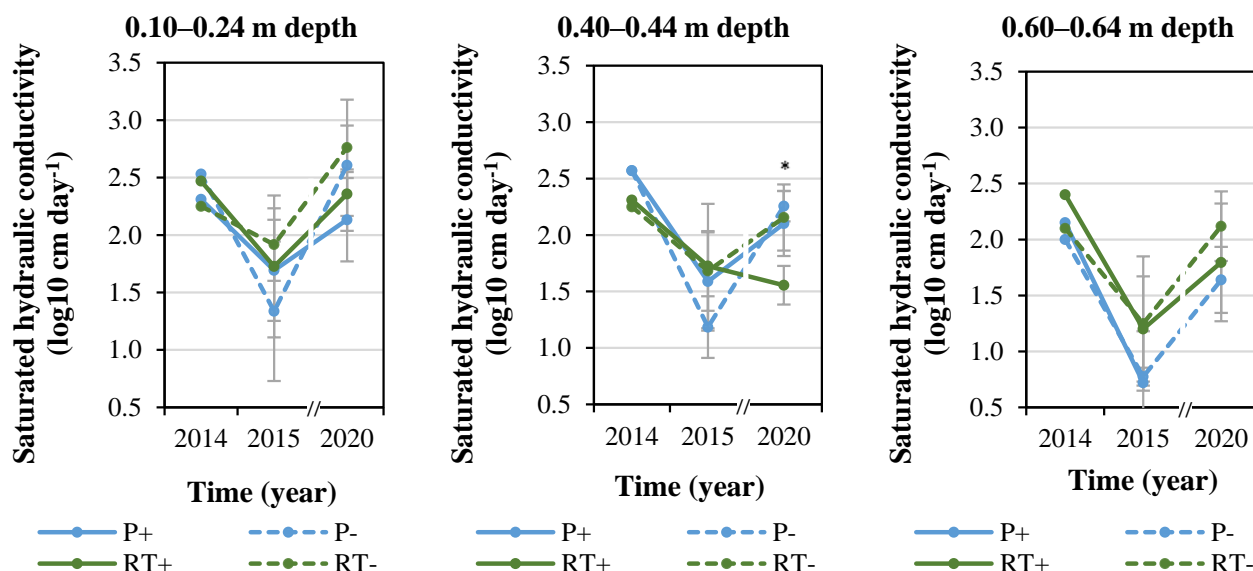 0.10–0.24 m depth
Saturated hydraulic conductivity
(log10 cm day-1)
3.5
3.0
2.5
2.0
1.5
1.0
0.5
2014
2015
//
2020
Time (year)
P+
P-
RT+
RT-
0.40–0.44 m depth
Saturated hydraulic conductivity
(log10 cm day-1)
3.5
3.0
2.5
2.0
1.5
1.0
0.5
*
2014
2015
//
2020
Time (year)
P+
P-
RT+
RT-
0.60–0.64 m depth
Saturated hydraulic conductivity
(log10 cm day-1)
3.5
3.0
2.5
2.0
1.5
1.0
0.5
2014
2015
//
2020
Time (year)
P+
P-
RT+
RT-